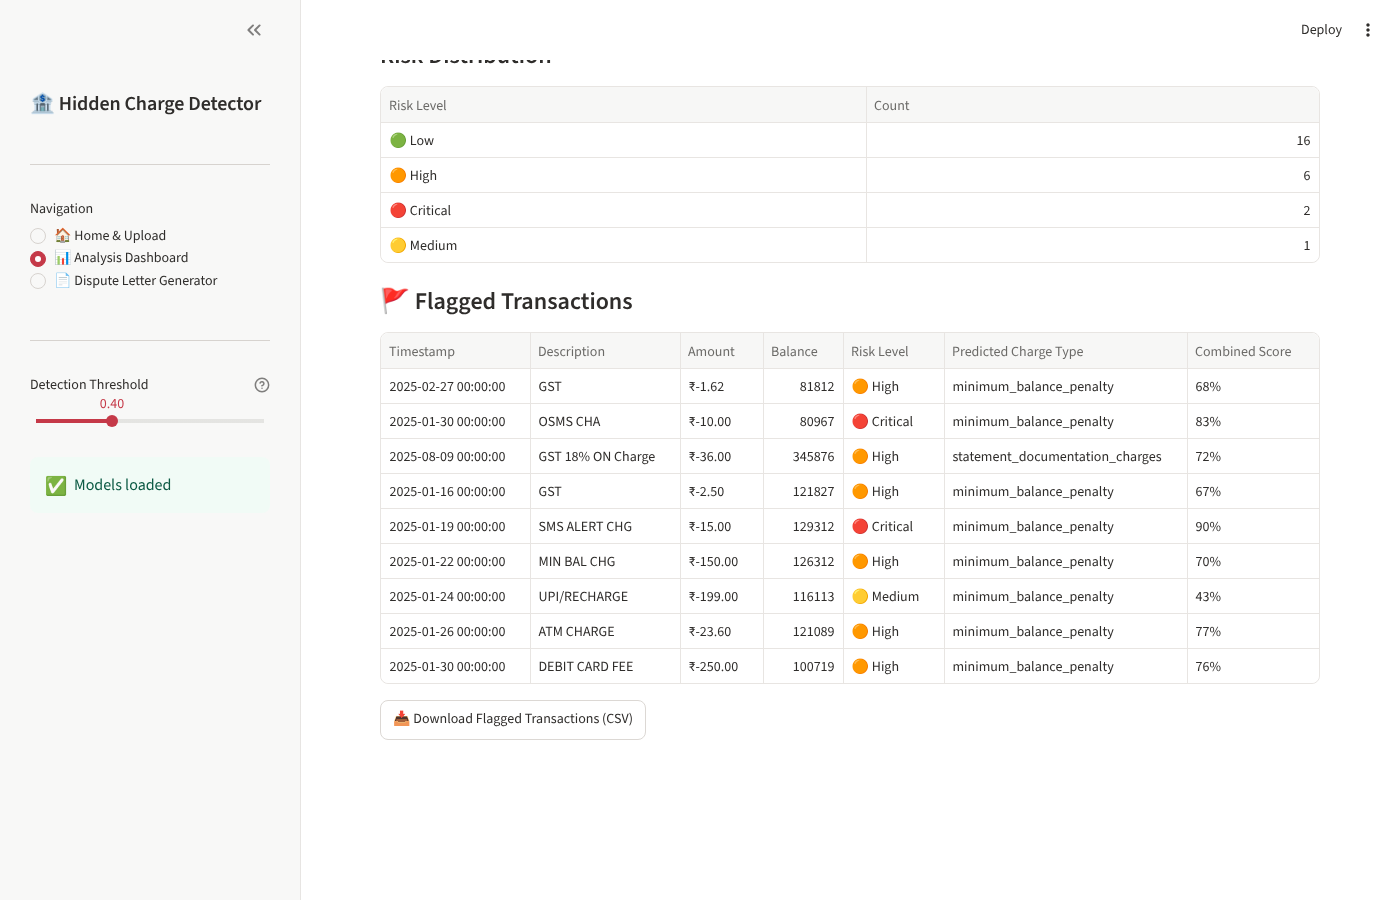 Deploy
Hidden Charge Detector
Navigation
Home & Upload
Analysis Dashboard
Dispute Letter Generator
Detection Threshold
0.40
Models loaded
Risk Distribution
Risk Level Count
Low 16
High 6
Critical 2
Medium 1
Flagged Transactions
Timestamp Description Amount Balance Risk Level Predicted Charge Type Combined Score
2025-02-27 00:00:00 GST ₹-1.62 81812 High minimum_balance_penalty 68%
2025-01-30 00:00:00 OSMS CHA ₹-10.00 80967 Critical minimum_balance_penalty 83%
2025-08-09 00:00:00 GST 18% ON Charge ₹-36.00 345876 High statement_documentation_charges 72%
2025-01-16 00:00:00 GST ₹-2.50 121827 High minimum_balance_penalty 67%
2025-01-19 00:00:00 SMS ALERT CHG ₹-15.00 129312 Critical minimum_balance_penalty 90%
2025-01-22 00:00:00 MIN BAL CHG ₹-150.00 126312 High minimum_balance_penalty 70%
2025-01-24 00:00:00 UPI/RECHARGE ₹-199.00 116113 Medium minimum_balance_penalty 43%
2025-01-26 00:00:00 ATM CHARGE ₹-23.60 121089 High minimum_balance_penalty 77%
2025-01-30 00:00:00 DEBIT CARD FEE ₹-250.00 100719 High minimum_balance_penalty 76%
Download Flagged Transactions (CSV)